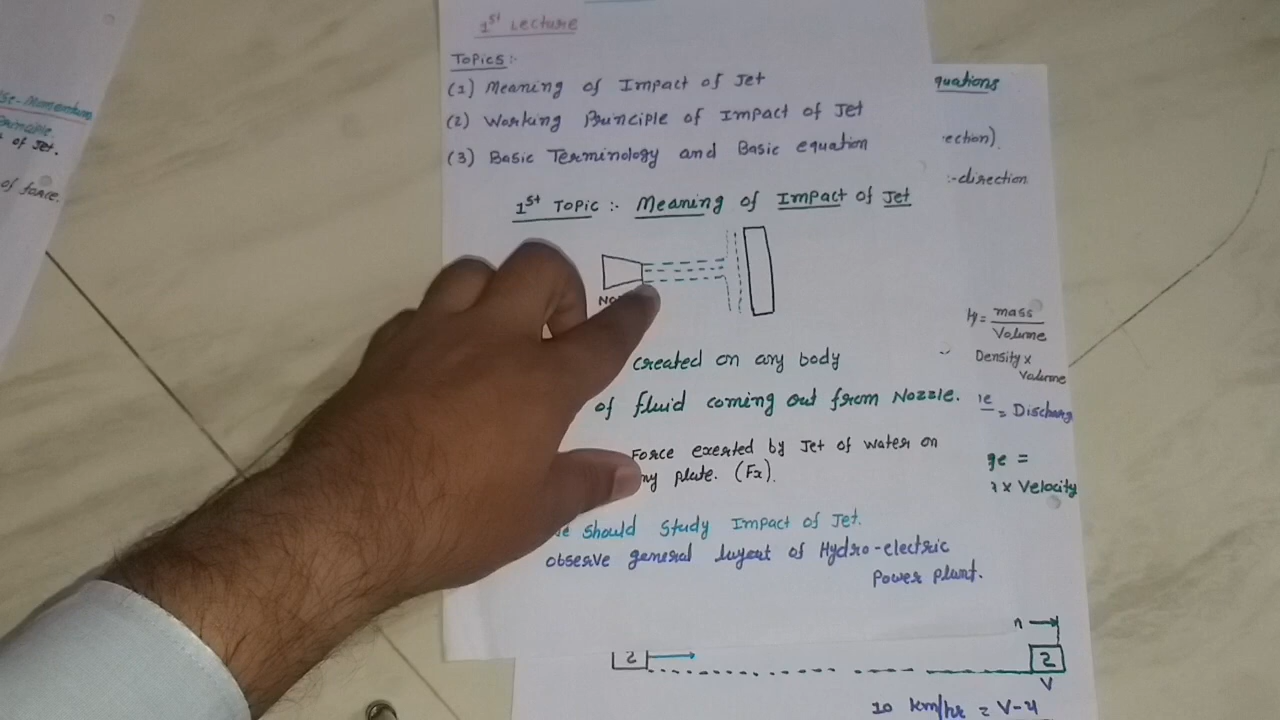 1st Lecture
Topics :-
(1) Meaning of Impact of Jet
(2) Working Principle of Impact of Jet
(3) Basic Terminology and Basic equation
1st Topic :- Meaning of Impact of Jet
created on any body
of fluid coming out from Nozzle.
Force exerted by Jet of water on
plate. (Fx).
should study Impact of Jet.
observe general layout of Hydro-electric
Power plant.
se-Momentum
Principle
of Jet.
of force.
quations
ection)
:-direction
mass
Volume
Density x
Volume
= Discharg
ge =
x Velocity
2
n
2
V
10 km/hr = V-u